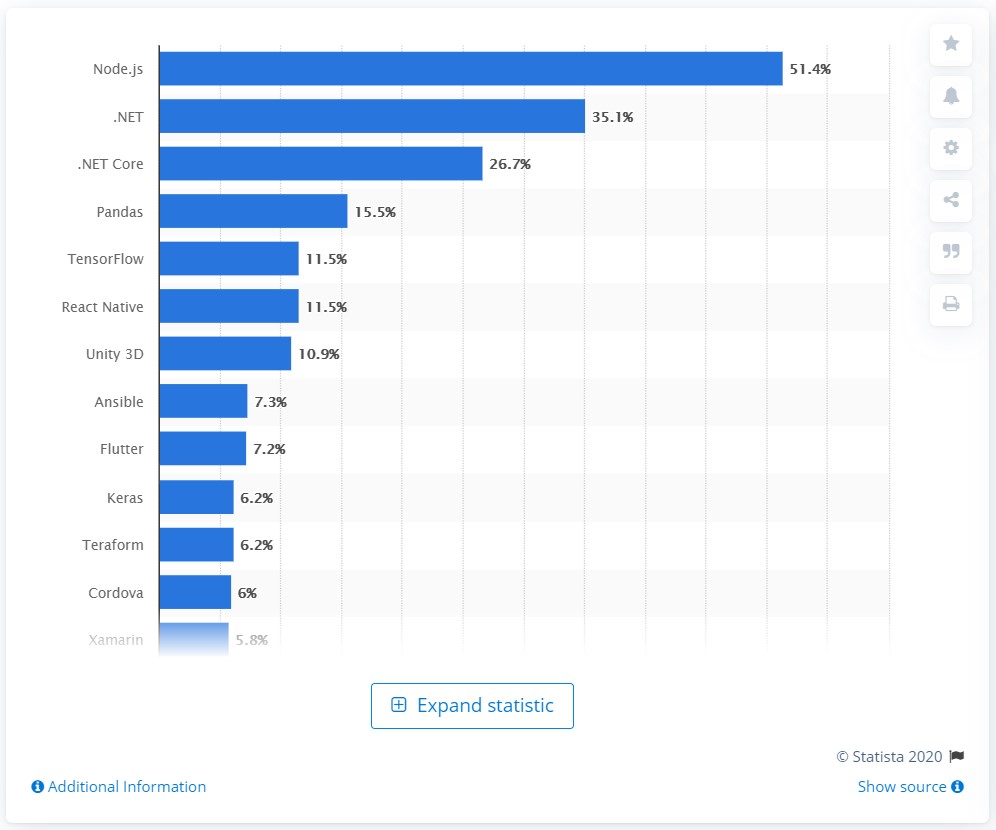 Node.js 51.4%
.NET 35.1%
.NET Core 26.7%
Pandas 15.5%
TensorFlow 11.5%
React Native 11.5%
Unity 3D 10.9%
Ansible 7.3%
Flutter 7.2%
Keras 6.2%
Teraform 6.2%
Cordova 6%
Xamarin 5.8%
Expand statistic
© Statista 2020
Additional Information Show source